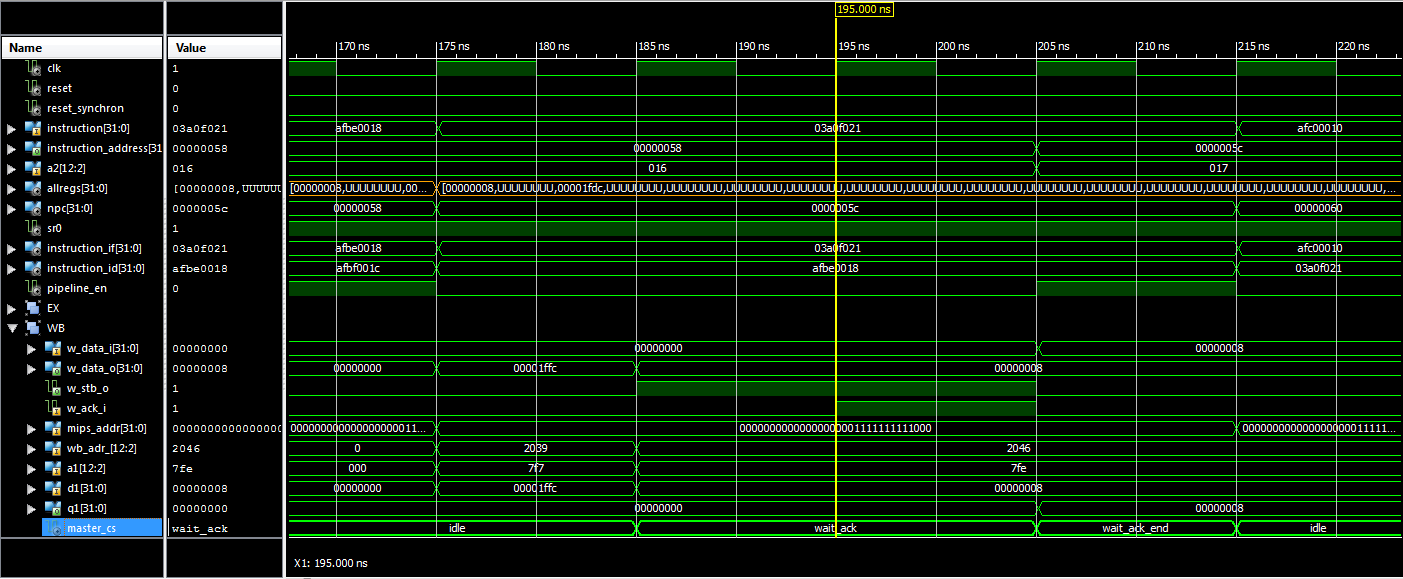 195.000 ns
Name Value 170 ns 175 ns 180 ns 185 ns 190 ns 195 ns 200 ns 205 ns 210 ns 215 ns 220 ns
clk 1
reset 0
reset_synchron 0
instruction[31:0] 03a0f021 afbe0018 03a0f021 afc00010
instruction_address[31 00000058 00000058 0000005c
a2[12:2] 016 016 017
allregs[31:0] [00000008,UUUUUU [00000008,UUUUUUUU,00... [00000008,UUUUUUUU,00001fdc,UUUUUUUU,UUUUUUUU,UUUUUUUU,UUUUUUUU,UUUUUUUU,UUUUUUUU,UUUUUUUU,UUUUUUUU,UUUUUUUU,UUUUUUUU,UUUUUUUU,UUUUUUUU,...
npc[31:0] 0000005c 00000058 0000005c 00000060
sr0 1
instruction_if[31:0] 03a0f021 afbe0018 03a0f021 afc00010
instruction_id[31:0] afbe0018 afbf001c afbe0018 03a0f021
pipeline_en 0
EX
WB
w_data_i[31:0] 00000000 00000000 00000008
w_data_o[31:0] 00000008 00000000 00001ffc 00000008
w_stb_o 1
w_ack_i 1
mips_addr[31:0] 0000000000000000 000000000000000000011... 00000000000000000001111111111000 000000000000000000011111...
wb_adr_[12:2] 2046 0 2039 2046
a1[12:2] 7fe 000 7f7 7fe
d1[31:0] 00000008 00000000 00001ffc 00000008
q1[31:0] 00000000 00000000 00000008
master_cs wait_ack idle wait_ack wait_ack_end idle
X1: 195.000 ns